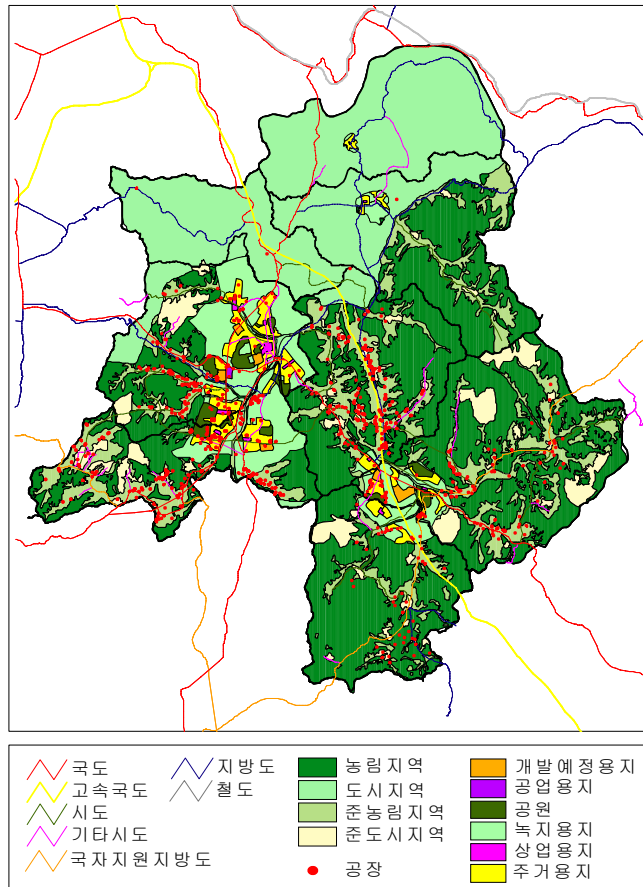 국도
고속국도
시도
기타시도
국자지원지방도
지방도
철도
농림지역
도시지역
준농림지역
준도시지역
공장
개발예정용지
공업용지
공원
녹지용지
상업용지
주거용지